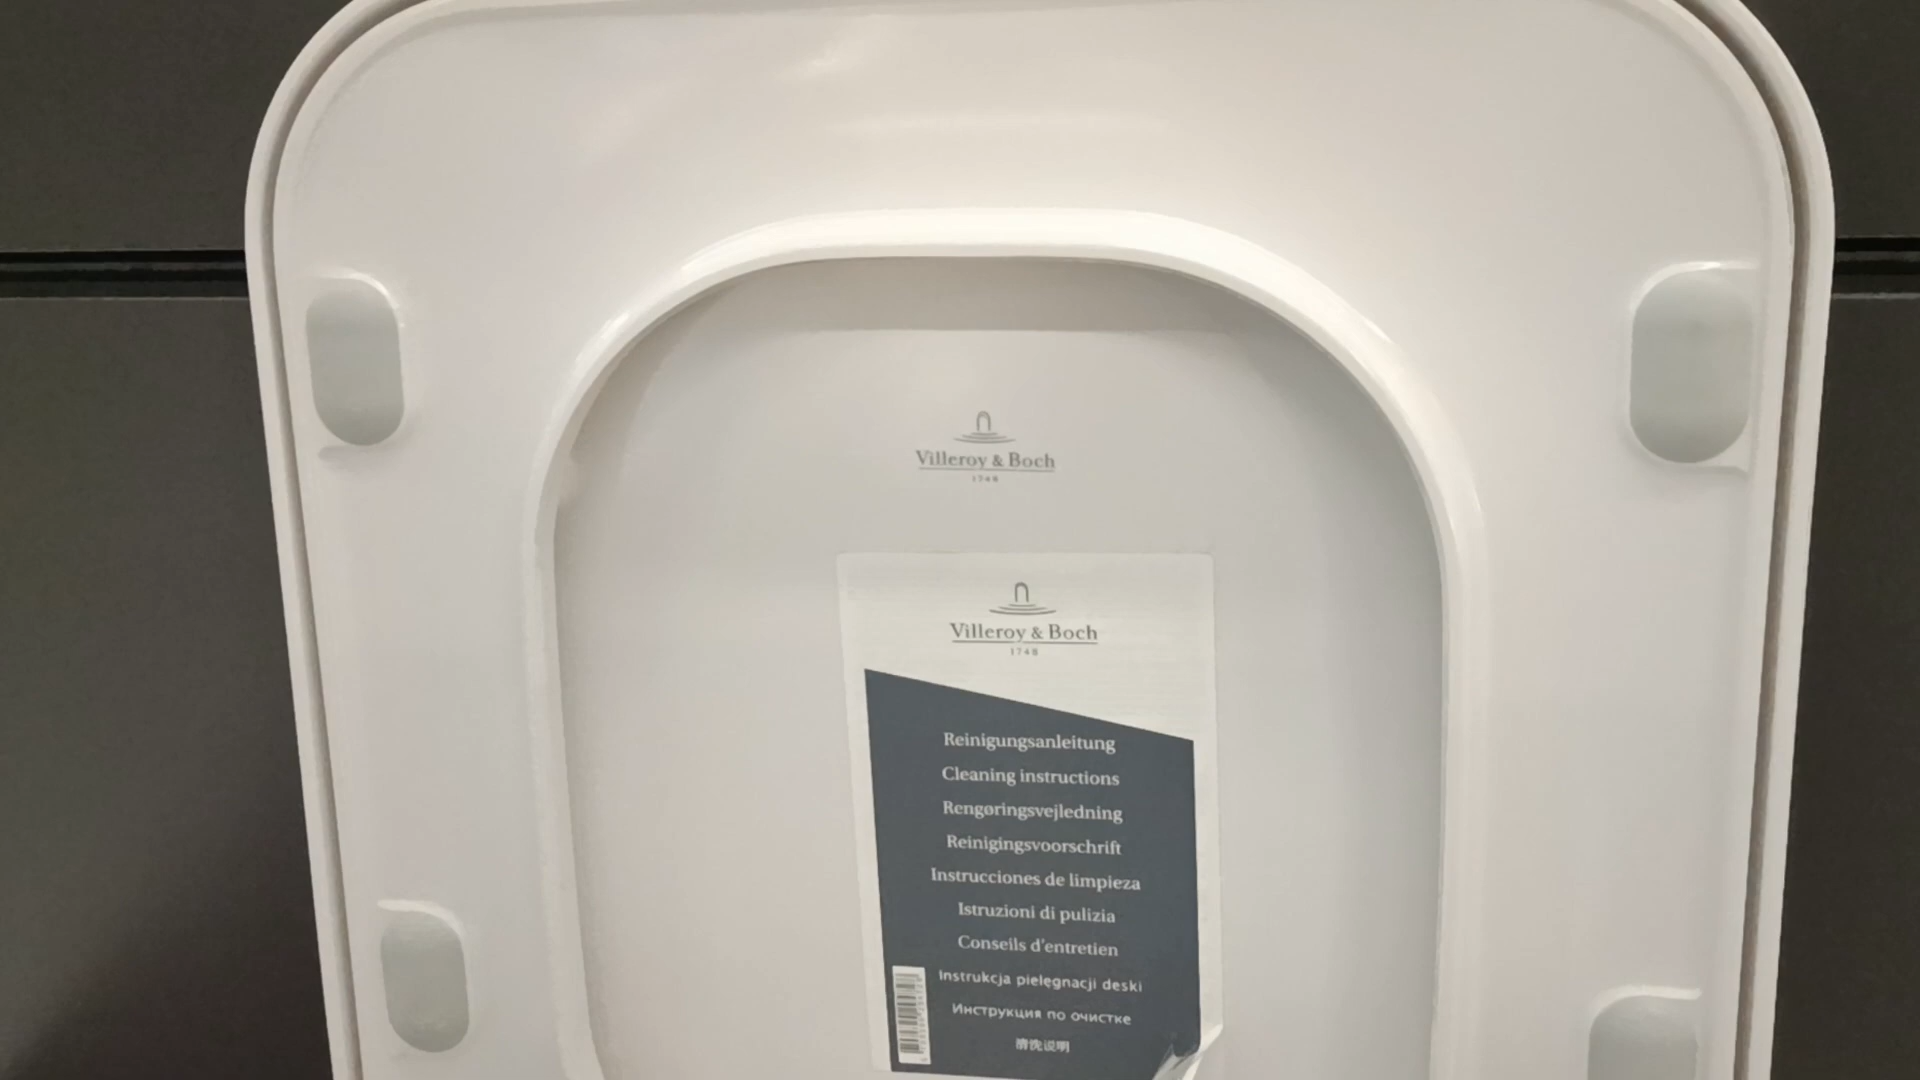 Villeroy & Boch
1748
Villeroy & Boch
1748
Reinigungsanleitung
Cleaning instructions
Rengøringsvejledning
Reinigingsvoorschrift
Instrucciones de limpieza
Istruzioni di pulizia
Conseils d'entretien
Instrukcja pielęgnacji deski
Инструкция по очистке
清洗说明